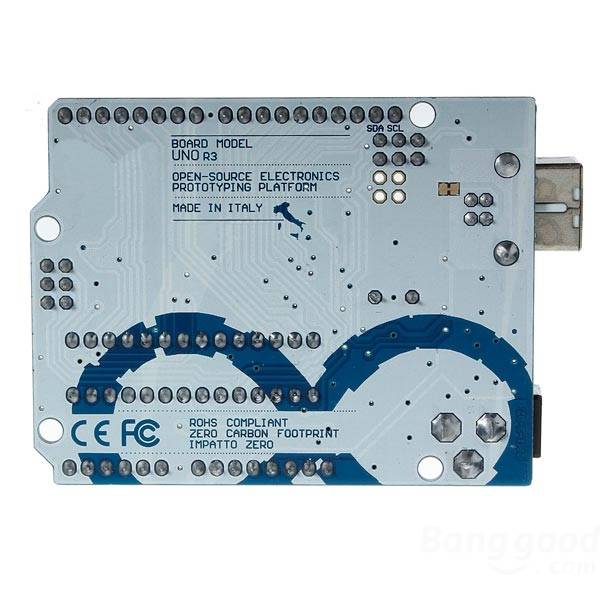 SDA SCL
BOARD MODEL
UNO R3
OPEN-SOURCE ELECTRONICS
PROTOTYPING PLATFORM
MADE IN ITALY
CE FC
ROHS COMPLIANT
ZERO CARBON FOOTPRINT
IMPATTO ZERO
Banggood
.com